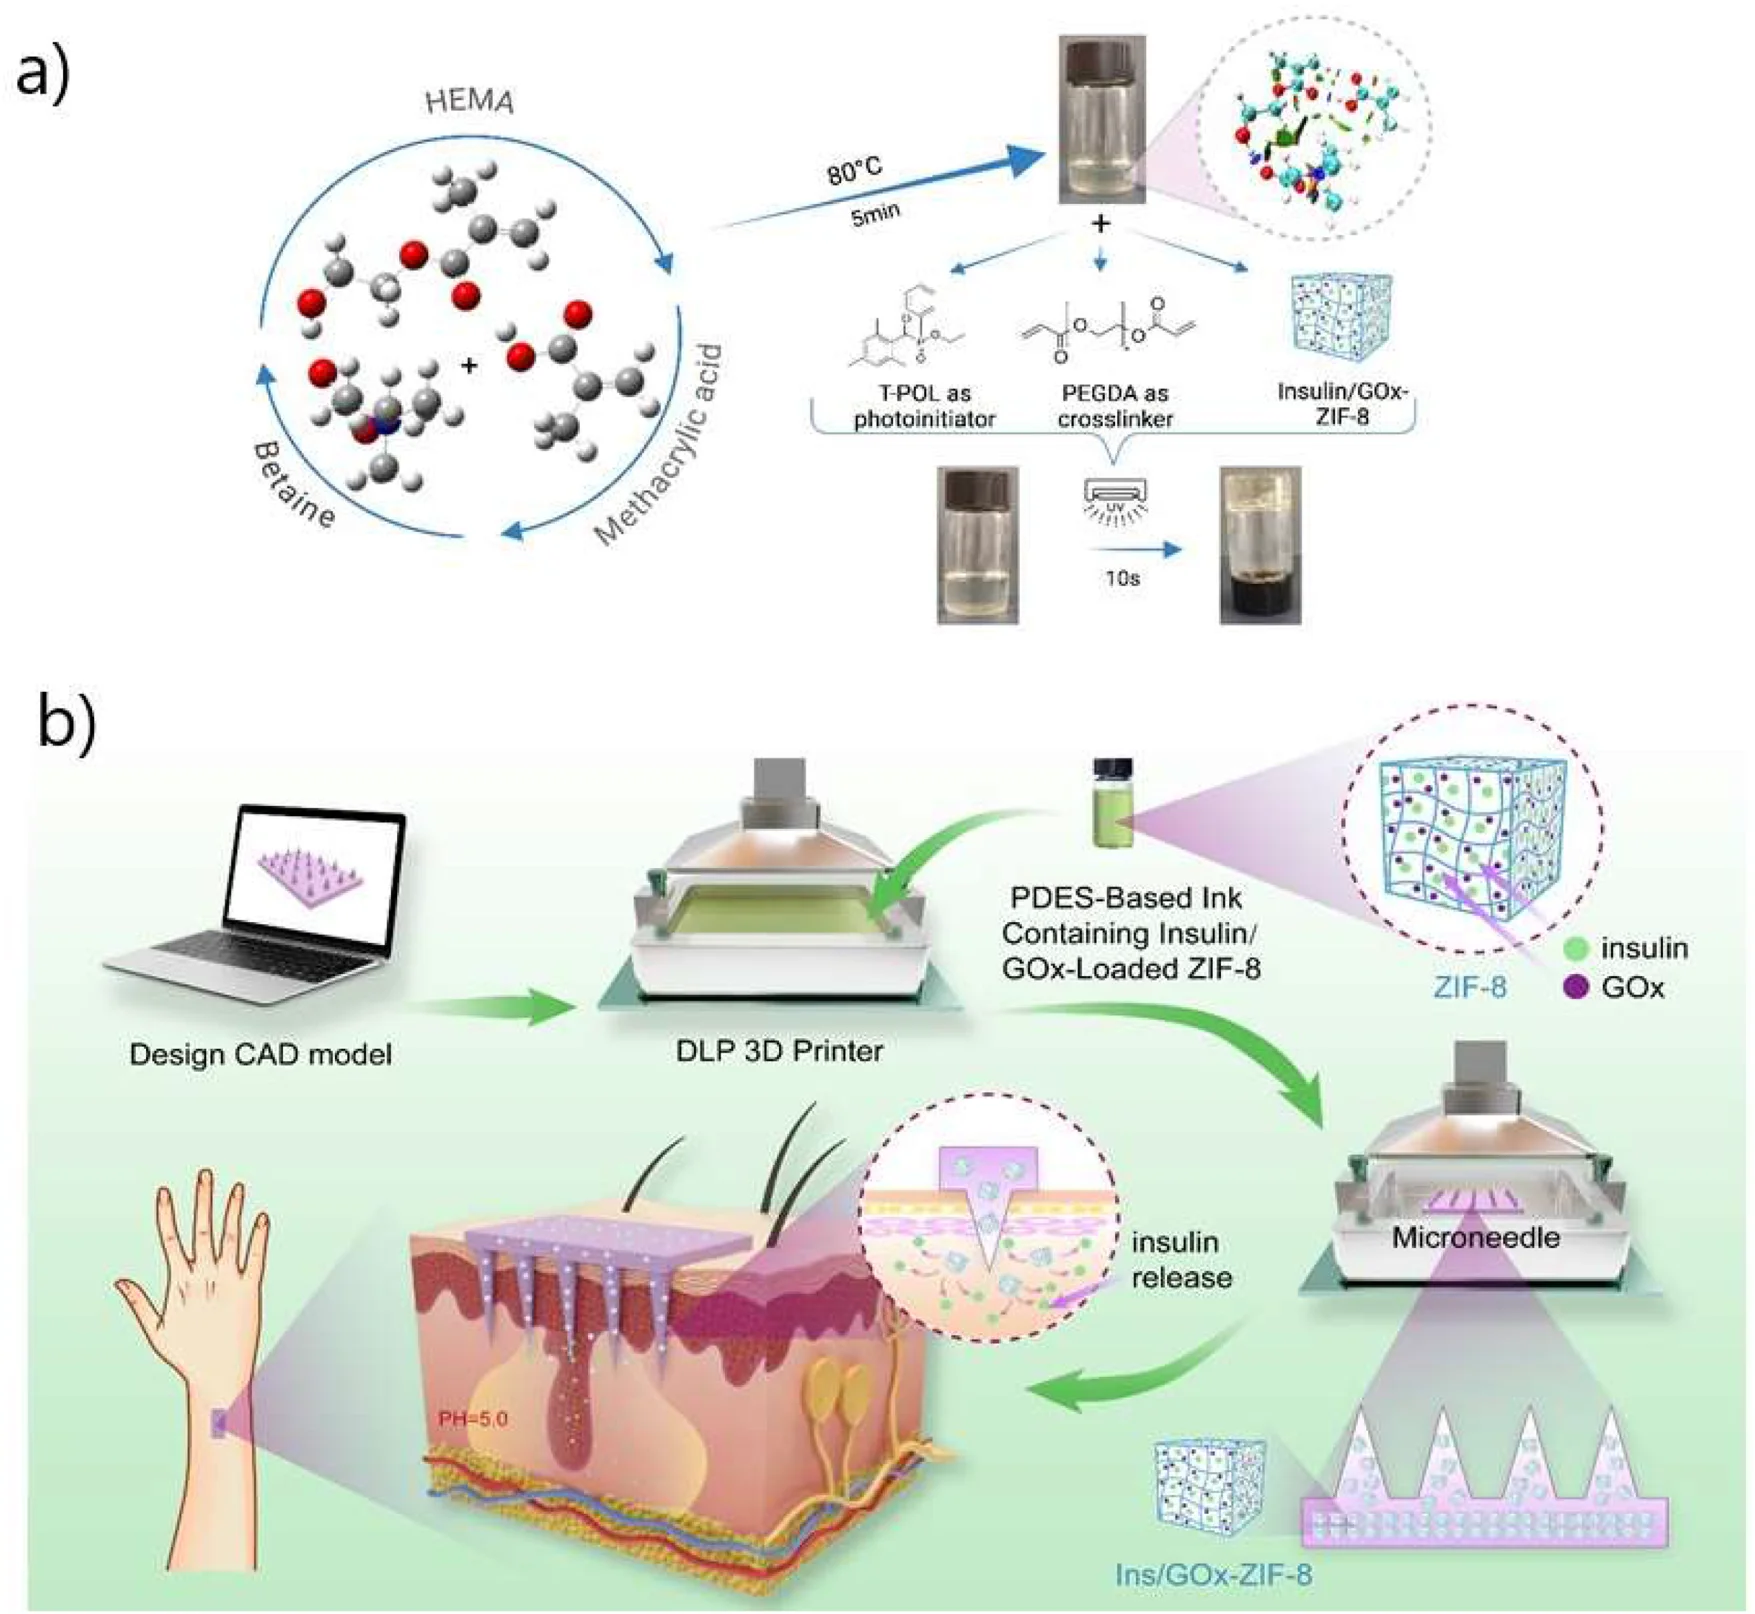 a)
HEMA
Methacrylic acid
Betaine
+
80°C
5min
+
T-POL as
photoinitiator
PEGDA as
crosslinker
Insulin/GOx-
ZIF-8
UV
10s
b)
Design CAD model
DLP 3D Printer
PDES-Based Ink
Containing Insulin/
GOx-Loaded ZIF-8
ZIF-8
insulin
GOx
Microneedle
insulin
release
PH=5.0
Ins/GOx-ZIF-8